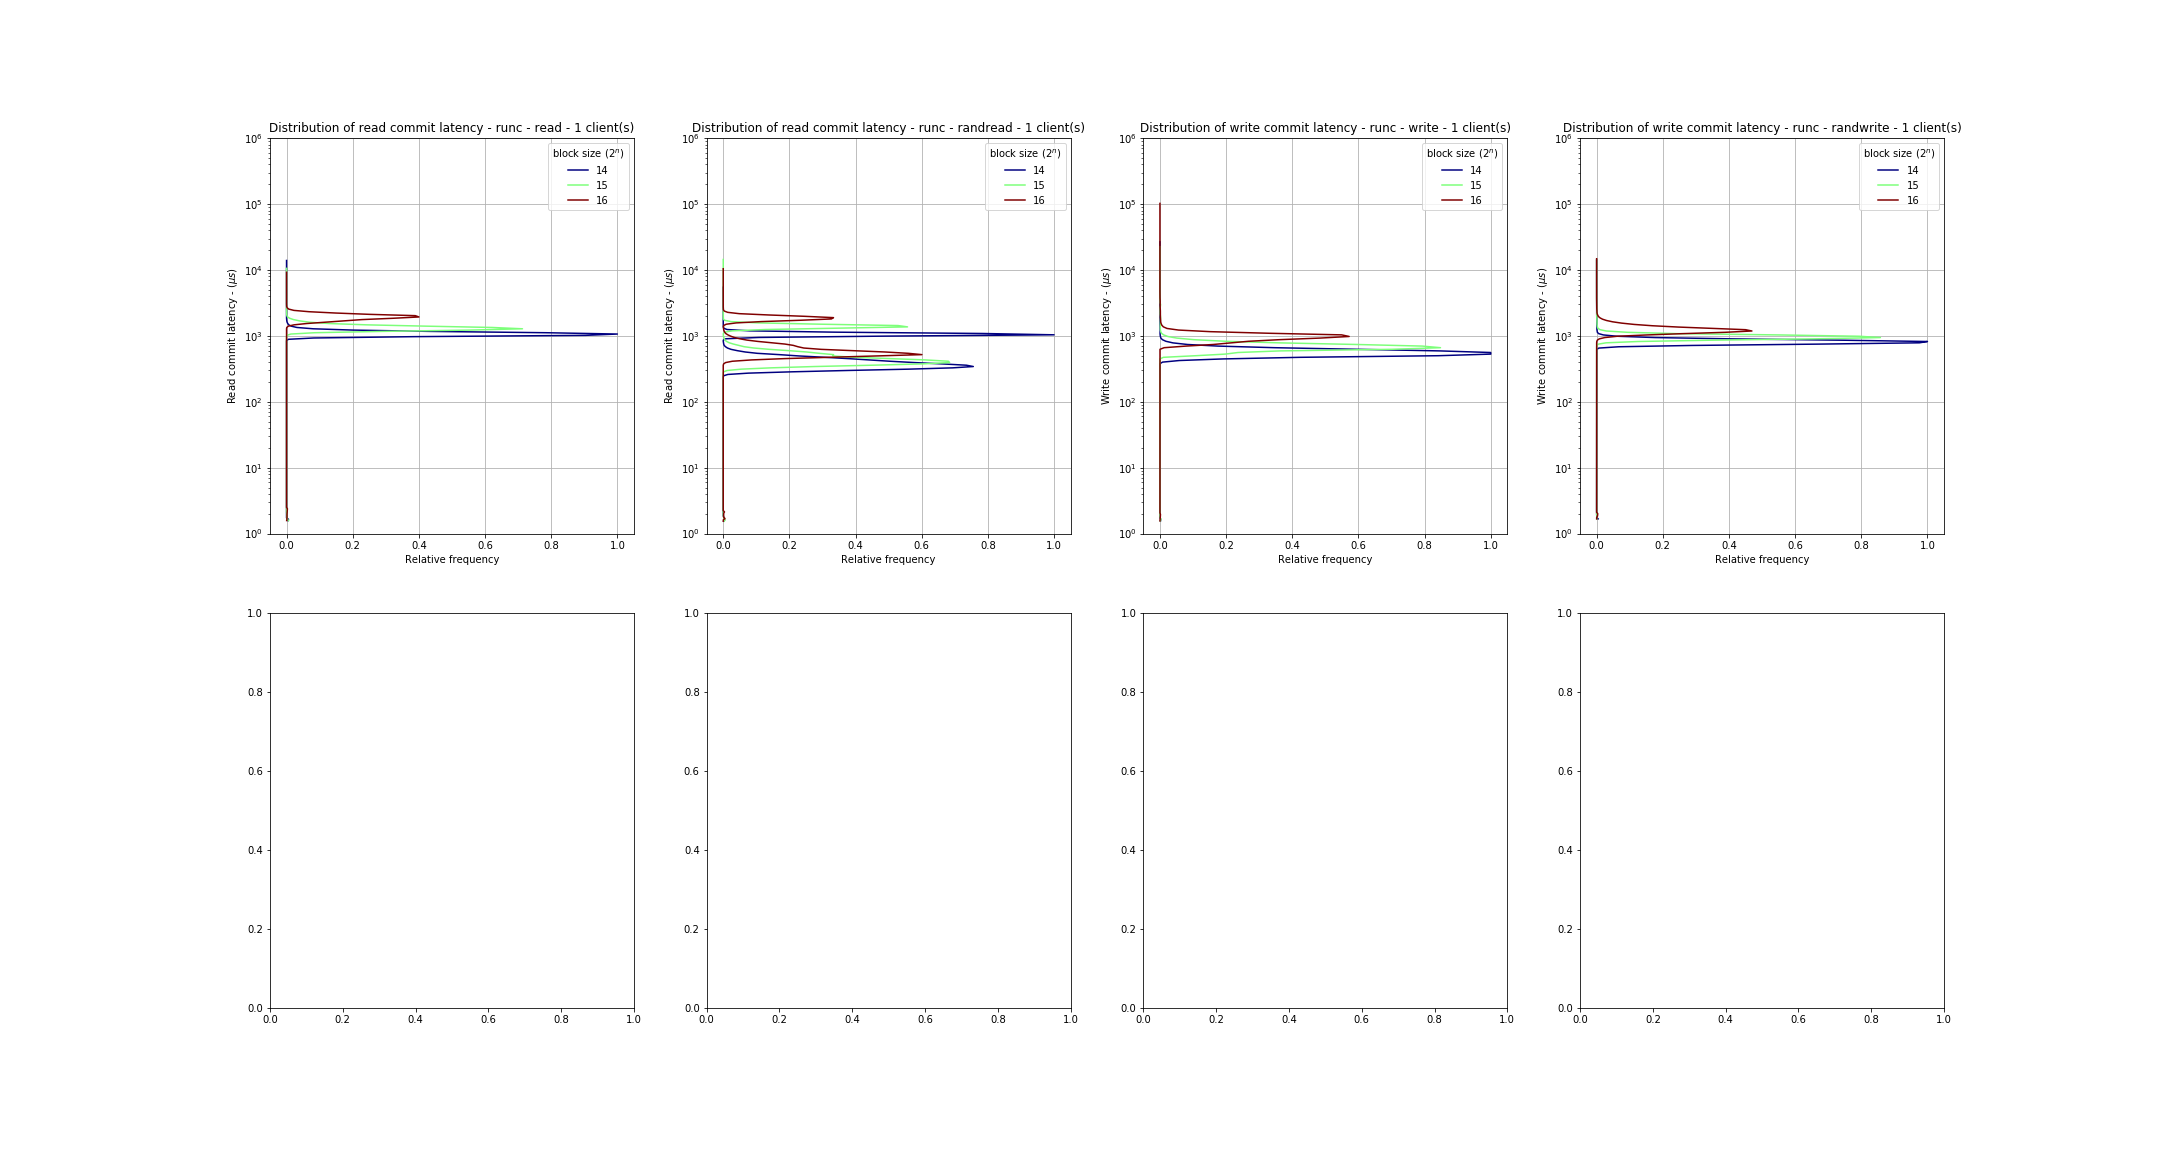 Distribution of read commit latency - runc - read - 1 client(s)
Distribution of read commit latency - runc - randread - 1 client(s)
Distribution of write commit latency - runc - write - 1 client(s)
Distribution of write commit latency - runc - randwrite - 1 client(s)
Read commit latency - (μs)
10⁶
10⁵
10⁴
10³
10²
10¹
10⁰
block size (2ⁿ)
14
15
16
0.0 0.2 0.4 0.6 0.8 1.0
Relative frequency
Read commit latency - (μs)
10⁶
10⁵
10⁴
10³
10²
10¹
10⁰
block size (2ⁿ)
14
15
16
0.0 0.2 0.4 0.6 0.8 1.0
Relative frequency
Write commit latency - (μs)
10⁶
10⁵
10⁴
10³
10²
10¹
10⁰
block size (2ⁿ)
14
15
16
0.0 0.2 0.4 0.6 0.8 1.0
Relative frequency
Write commit latency - (μs)
10⁶
10⁵
10⁴
10³
10²
10¹
10⁰
block size (2ⁿ)
14
15
16
0.0 0.2 0.4 0.6 0.8 1.0
Relative frequency
1.0
0.8
0.6
0.4
0.2
0.0
0.0 0.2 0.4 0.6 0.8 1.0
1.0
0.8
0.6
0.4
0.2
0.0
0.0 0.2 0.4 0.6 0.8 1.0
1.0
0.8
0.6
0.4
0.2
0.0
0.0 0.2 0.4 0.6 0.8 1.0
1.0
0.8
0.6
0.4
0.2
0.0
0.0 0.2 0.4 0.6 0.8 1.0